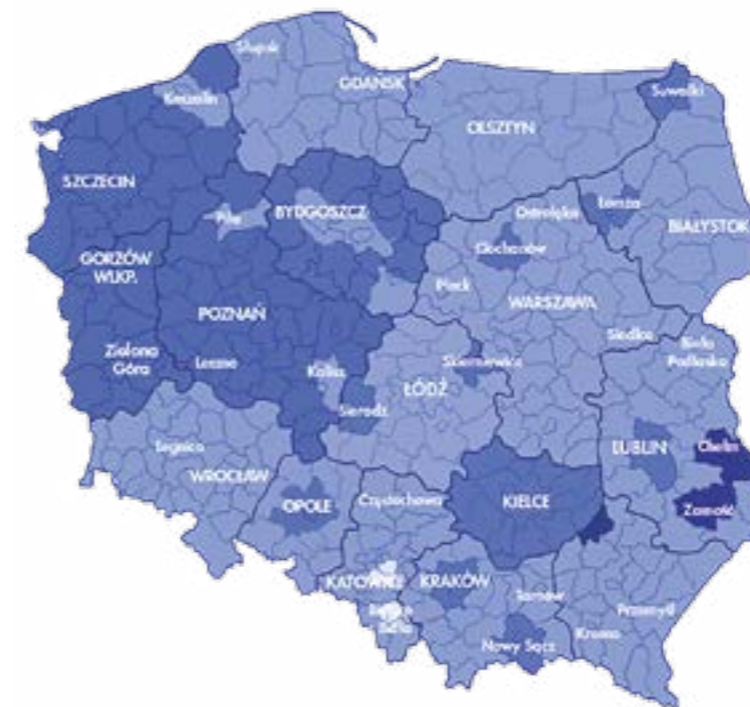 Słupsk
GDAŃSK
Koszalin
Suwałki
OLSZTYN
SZCZECIN
Piła
BYDGOSZCZ
Ostrołęka
Łomża
BIAŁYSTOK
Ciechanów
GORZÓW
WLKP.
Płock
WARSZAWA
POZNAŃ
Siedlce
Biała
Podlaska
Zielona
Góra
Leszno
Kalisz
Skierniewice
ŁÓDŹ
Sieradz
Legnica
WROCŁAW
LUBLIN
Chełm
Zamość
OPOLE
Częstochowa
KIELCE
KATOWICE
KRAKÓW
Bielsko
Biała
Tarnów
Przemyśl
Krosno
Nowy Sącz